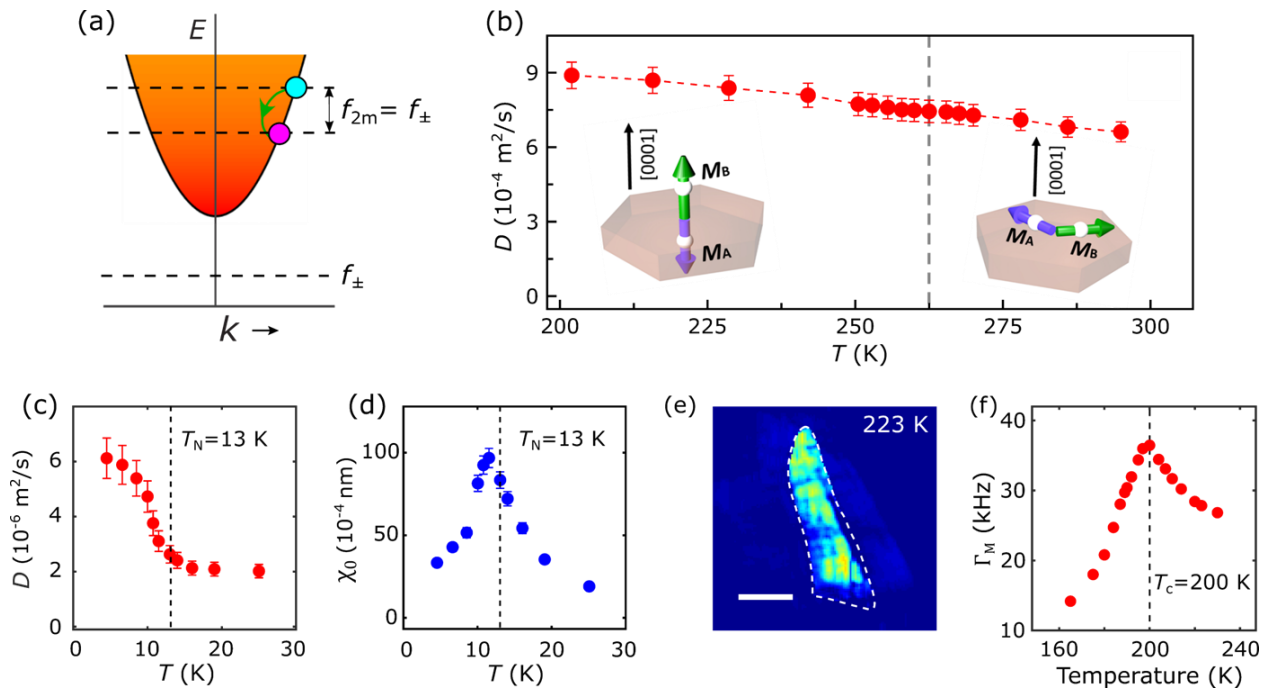 (a)
E
f2m = f±
f±
k →
(b)
D (10-4 m2/s)
9
6
3
0
200
225
250
275
300
T (K)
[0001]
MB
MA
[0001]
MA
MB
(c)
D (10-6 m2/s)
6
4
2
0
TN=13 K
0
10
20
30
T (K)
(d)
χ0 (10-4 nm)
100
50
0
TN=13 K
0
10
20
30
T (K)
(e)
223 K
(f)
ΓM (kHz)
40
30
20
10
Tc=200 K
160
200
240
Temperature (K)